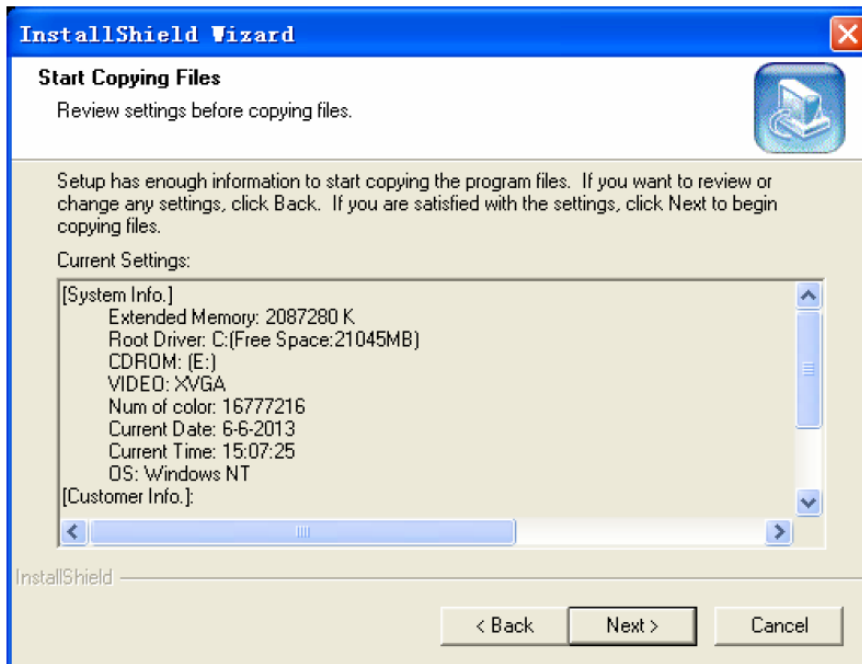 InstallShield Wizard
Start Copying Files
Review settings before copying files.
Setup has enough information to start copying the program files.  If you want to review or
change any settings, click Back.  If you are satisfied with the settings, click Next to begin
copying files.
Current Settings:
[System Info.]
Extended Memory: 2087280 K
Root Driver: C:(Free Space:21045MB)
CDROM: (E:)
VIDEO: XVGA
Num of color: 16777216
Current Date: 6-6-2013
Current Time: 15:07:25
OS: Windows NT
[Customer Info.]:
InstallShield
< Back
Next >
Cancel